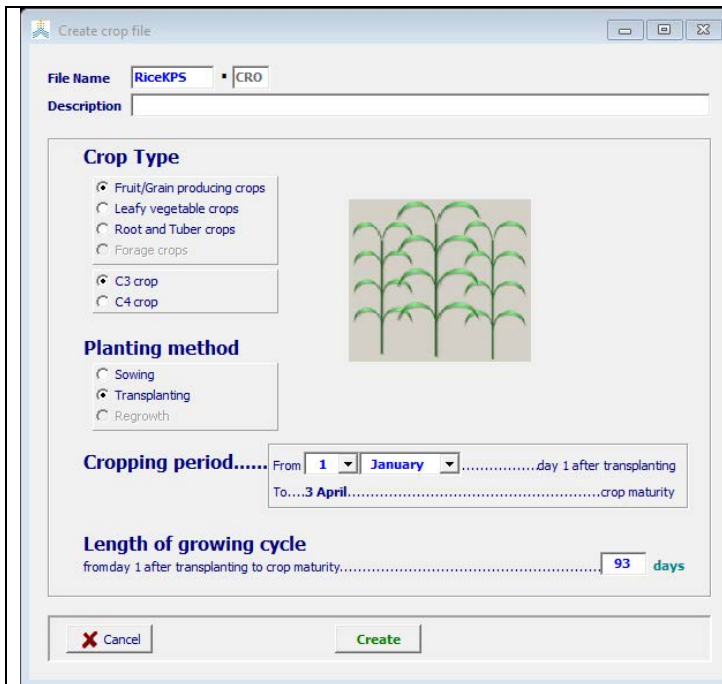 Create crop file
File Name RiceKPS . CRO
Description
Crop Type
Fruit/Grain producing crops
Leafy vegetable crops
Root and Tuber crops
Forage crops
C3 crop
C4 crop
Planting method
Sowing
Transplanting
Regrowth
Cropping period...... From 1 January .................day 1 after transplanting
To....3 April..................................................crop maturity
Length of growing cycle
from day 1 after transplanting to crop maturity.................................................... 93 days
Cancel Create